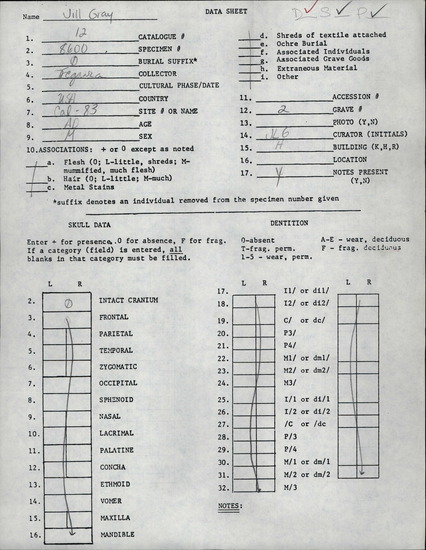 Name Jill Gray
DATA SHEET
D S P
1. 12 CATALOGUE #
2. 8600 SPECIMEN #
3. 0 BURIAL SUFFIX*
4. COLLECTOR
5. CULTURAL PHASE/DATE
6. COUNTRY
7. Cal - 83 SITE # OR NAME
8. AD AGE
9. M SEX
10. ASSOCIATIONS: + or 0 except as noted
a. Flesh (0; L-little, shreds; M-
mummified, much flesh)
b. Hair (0; L-little; M-much)
c. Metal Stains
d. Shreds of textile attached
e. Ochre Burial
f. Associated Individuals
g. Associated Grave Goods
h. Extraneous Material
i. Other
11. ACCESSION #
12. 2 GRAVE #
13. PHOTO (Y,N)
14. KG CURATOR (INITIALS)
15. H BUILDING (K,H,R)
16. LOCATION
17. Y NOTES PRESENT
(Y,N)
*suffix denotes an individual removed from the specimen number given
SKULL DATA
Enter + for presence, 0 for absence, F for frag.
If a category (field) is entered, all
blanks in that category must be filled.
L R
2. 0 INTACT CRANIUM
3. FRONTAL
4. PARIETAL
5. TEMPORAL
6. ZYGOMATIC
7. OCCIPITAL
8. SPHENOID
9. NASAL
10. LACRIMAL
11. PALATINE
12. CONCHA
13. ETHMOID
14. VOMER
15. MAXILLA
16. MANDIBLE
DENTITION
0-absent A-E - wear, deciduous
T-frag. perm. F - frag. deciduous
1-5 - wear, perm.
L R L R
17. I1/ or di1/
18. I2/ or di2/
19. C/ or dc/
20. P3/
21. P4/
22. M1/ or dm1/
23. M2/ or dm2/
24. M3/
25. I/1 or di/1
26. I/2 or di/2
27. /C or /dc
28. P/3
29. P/4
30. M/1 or dm/1
31. M/2 or dm/2
32. M/3
NOTES: